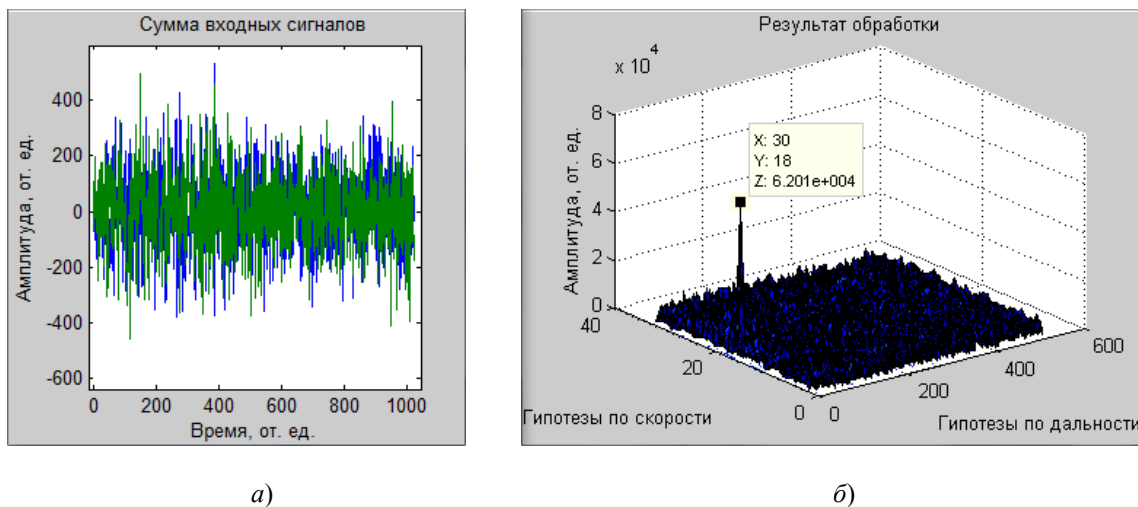 Сумма входных сигналов
Амплитуда, от. ед.
400
200
0
-200
-400
-600
0 200 400 600 800 1000
Время, от. ед.
а)
Результат обработки
x 10 4
Амплитуда, от. ед.
8
6
4
2
0
X: 30
Y: 18
Z: 6.201e+004
40
20
0
Гипотезы по скорости
0
200
400
600
Гипотезы по дальности
б)